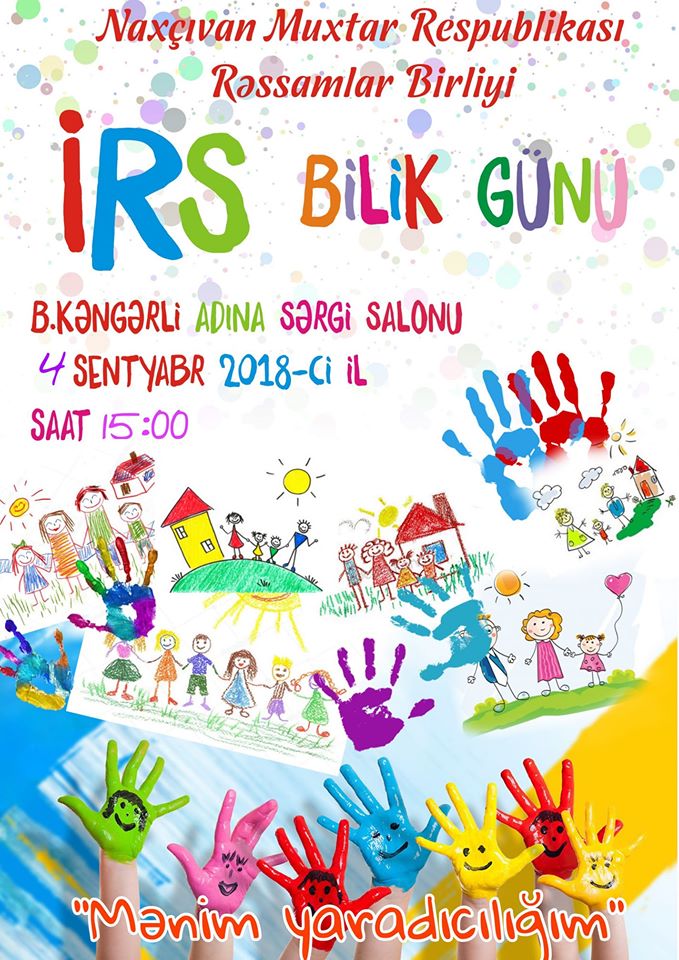 Naxçıvan Muxtar Respublikası
Rəssamlar Birliyi
İRS BİLİK GÜNÜ
B.KƏNGƏRLİ ADINA SƏRGİ SALONU
4 SENTYABR 2018-Cİ İL
SAAT 15:00
"Mənim yaradıcılığım"